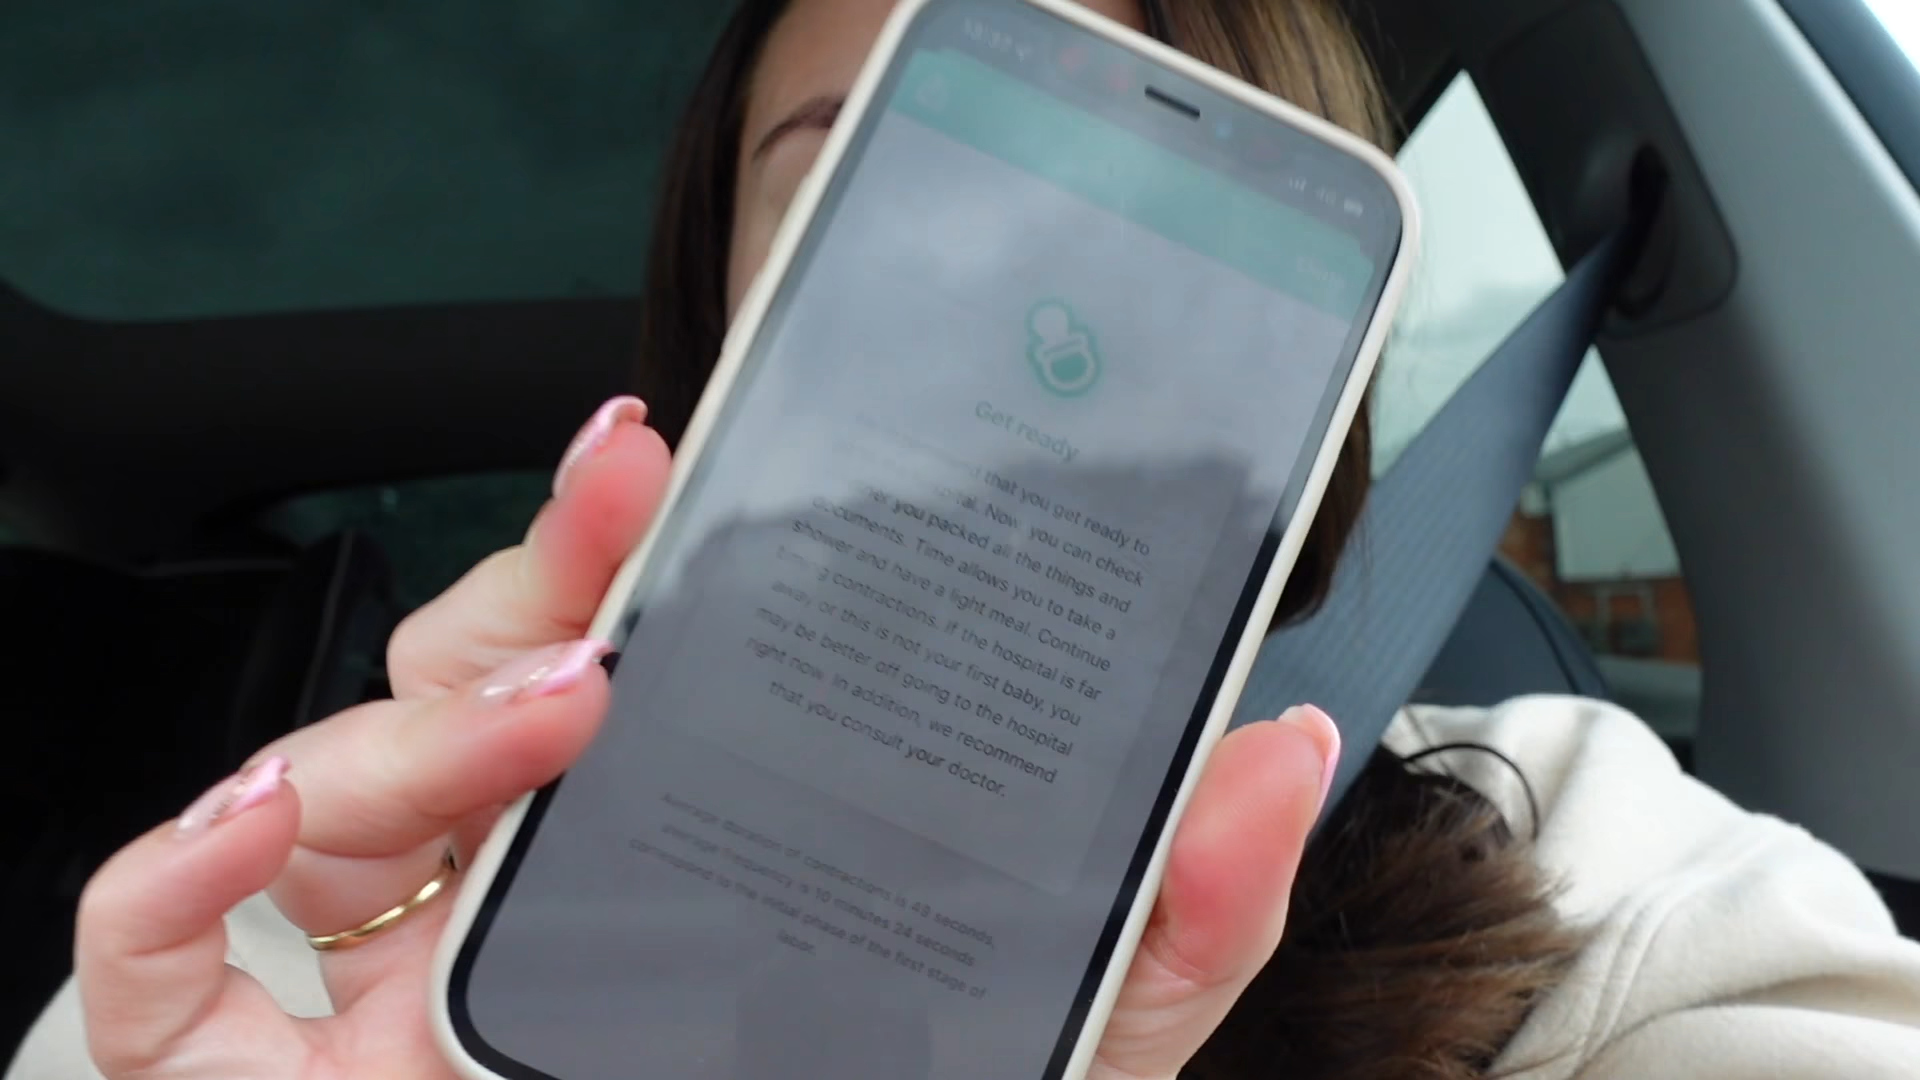 Get ready
that you get ready to
Now, you can check
you packed all the things and
documents. Time allows you to take a
shower and have a light meal. Continue
timing contractions. If the hospital is far
away or this is not your first baby, you
may be better off going to the hospital
right now. In addition, we recommend
that you consult your doctor.
Average duration of contractions is 48 seconds,
average frequency is 10 minutes 24 seconds
correspond to the initial phase of the first stage of
labor.